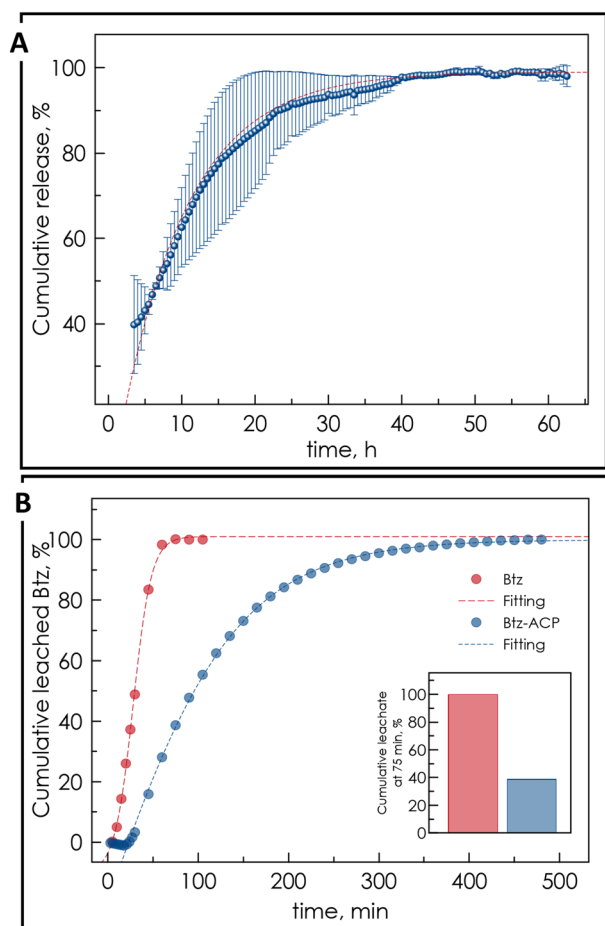 A
Cumulative release, %
100
80
60
40
0 10 20 30 40 50 60
time, h
B
Cumulative leached Btz, %
100
80
60
40
20
0
Btz
Fitting
Btz-ACP
Fitting
Cumulative leachate
at 75 min, %
100
80
60
40
20
0
0 100 200 300 400 500
time, min